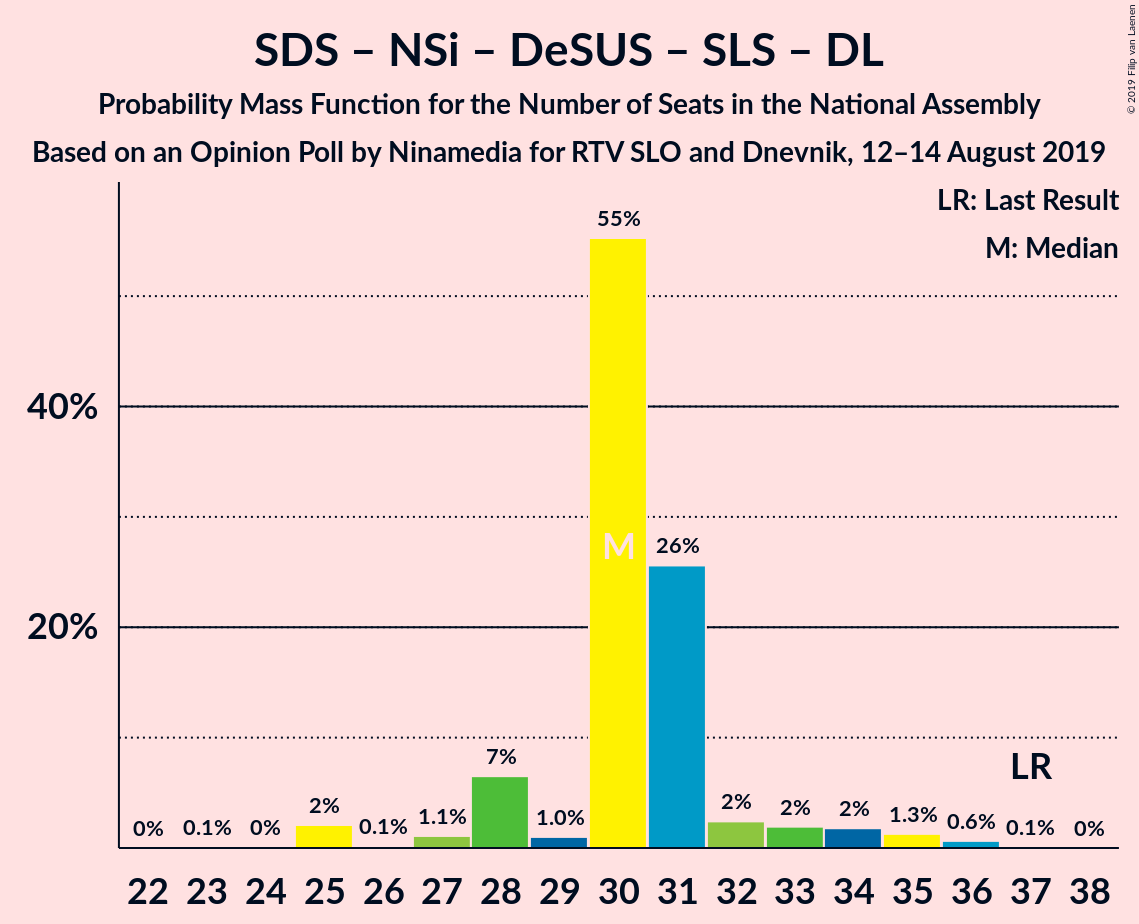 SDS – NSi – DeSUS – SLS – DL
Probability Mass Function for the Number of Seats in the National Assembly
Based on an Opinion Poll by Ninamedia for RTV SLO and Dnevnik, 12–14 August 2019
© 2019 Filip van Laenen
LR: Last Result
M: Median
40%
20%
0% 0.1% 0% 2% 0.1% 1.1% 7% 1.0% 55% 26% 2% 2% 2% 1.3% 0.6% 0.1% 0%
M
LR
22 23 24 25 26 27 28 29 30 31 32 33 34 35 36 37 38